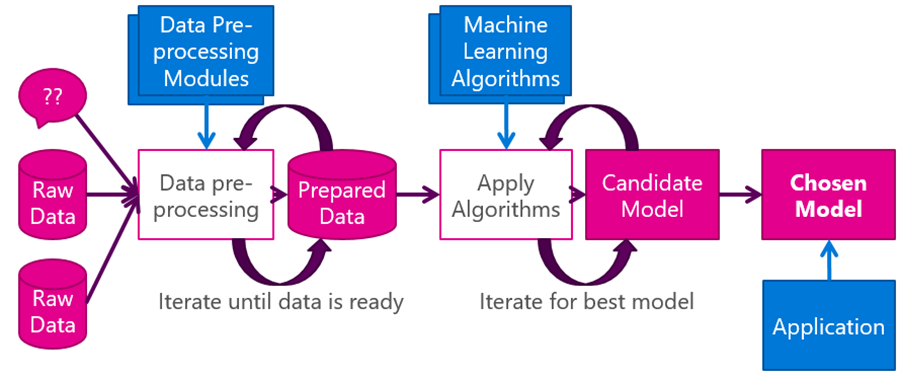 Data Pre-
processing
Modules
Machine
Learning
Algorithms
??
Raw
Data
Raw
Data
Data pre-
processing
Prepared
Data
Apply
Algorithms
Candidate
Model
Chosen
Model
Iterate until data is ready
Iterate for best model
Application